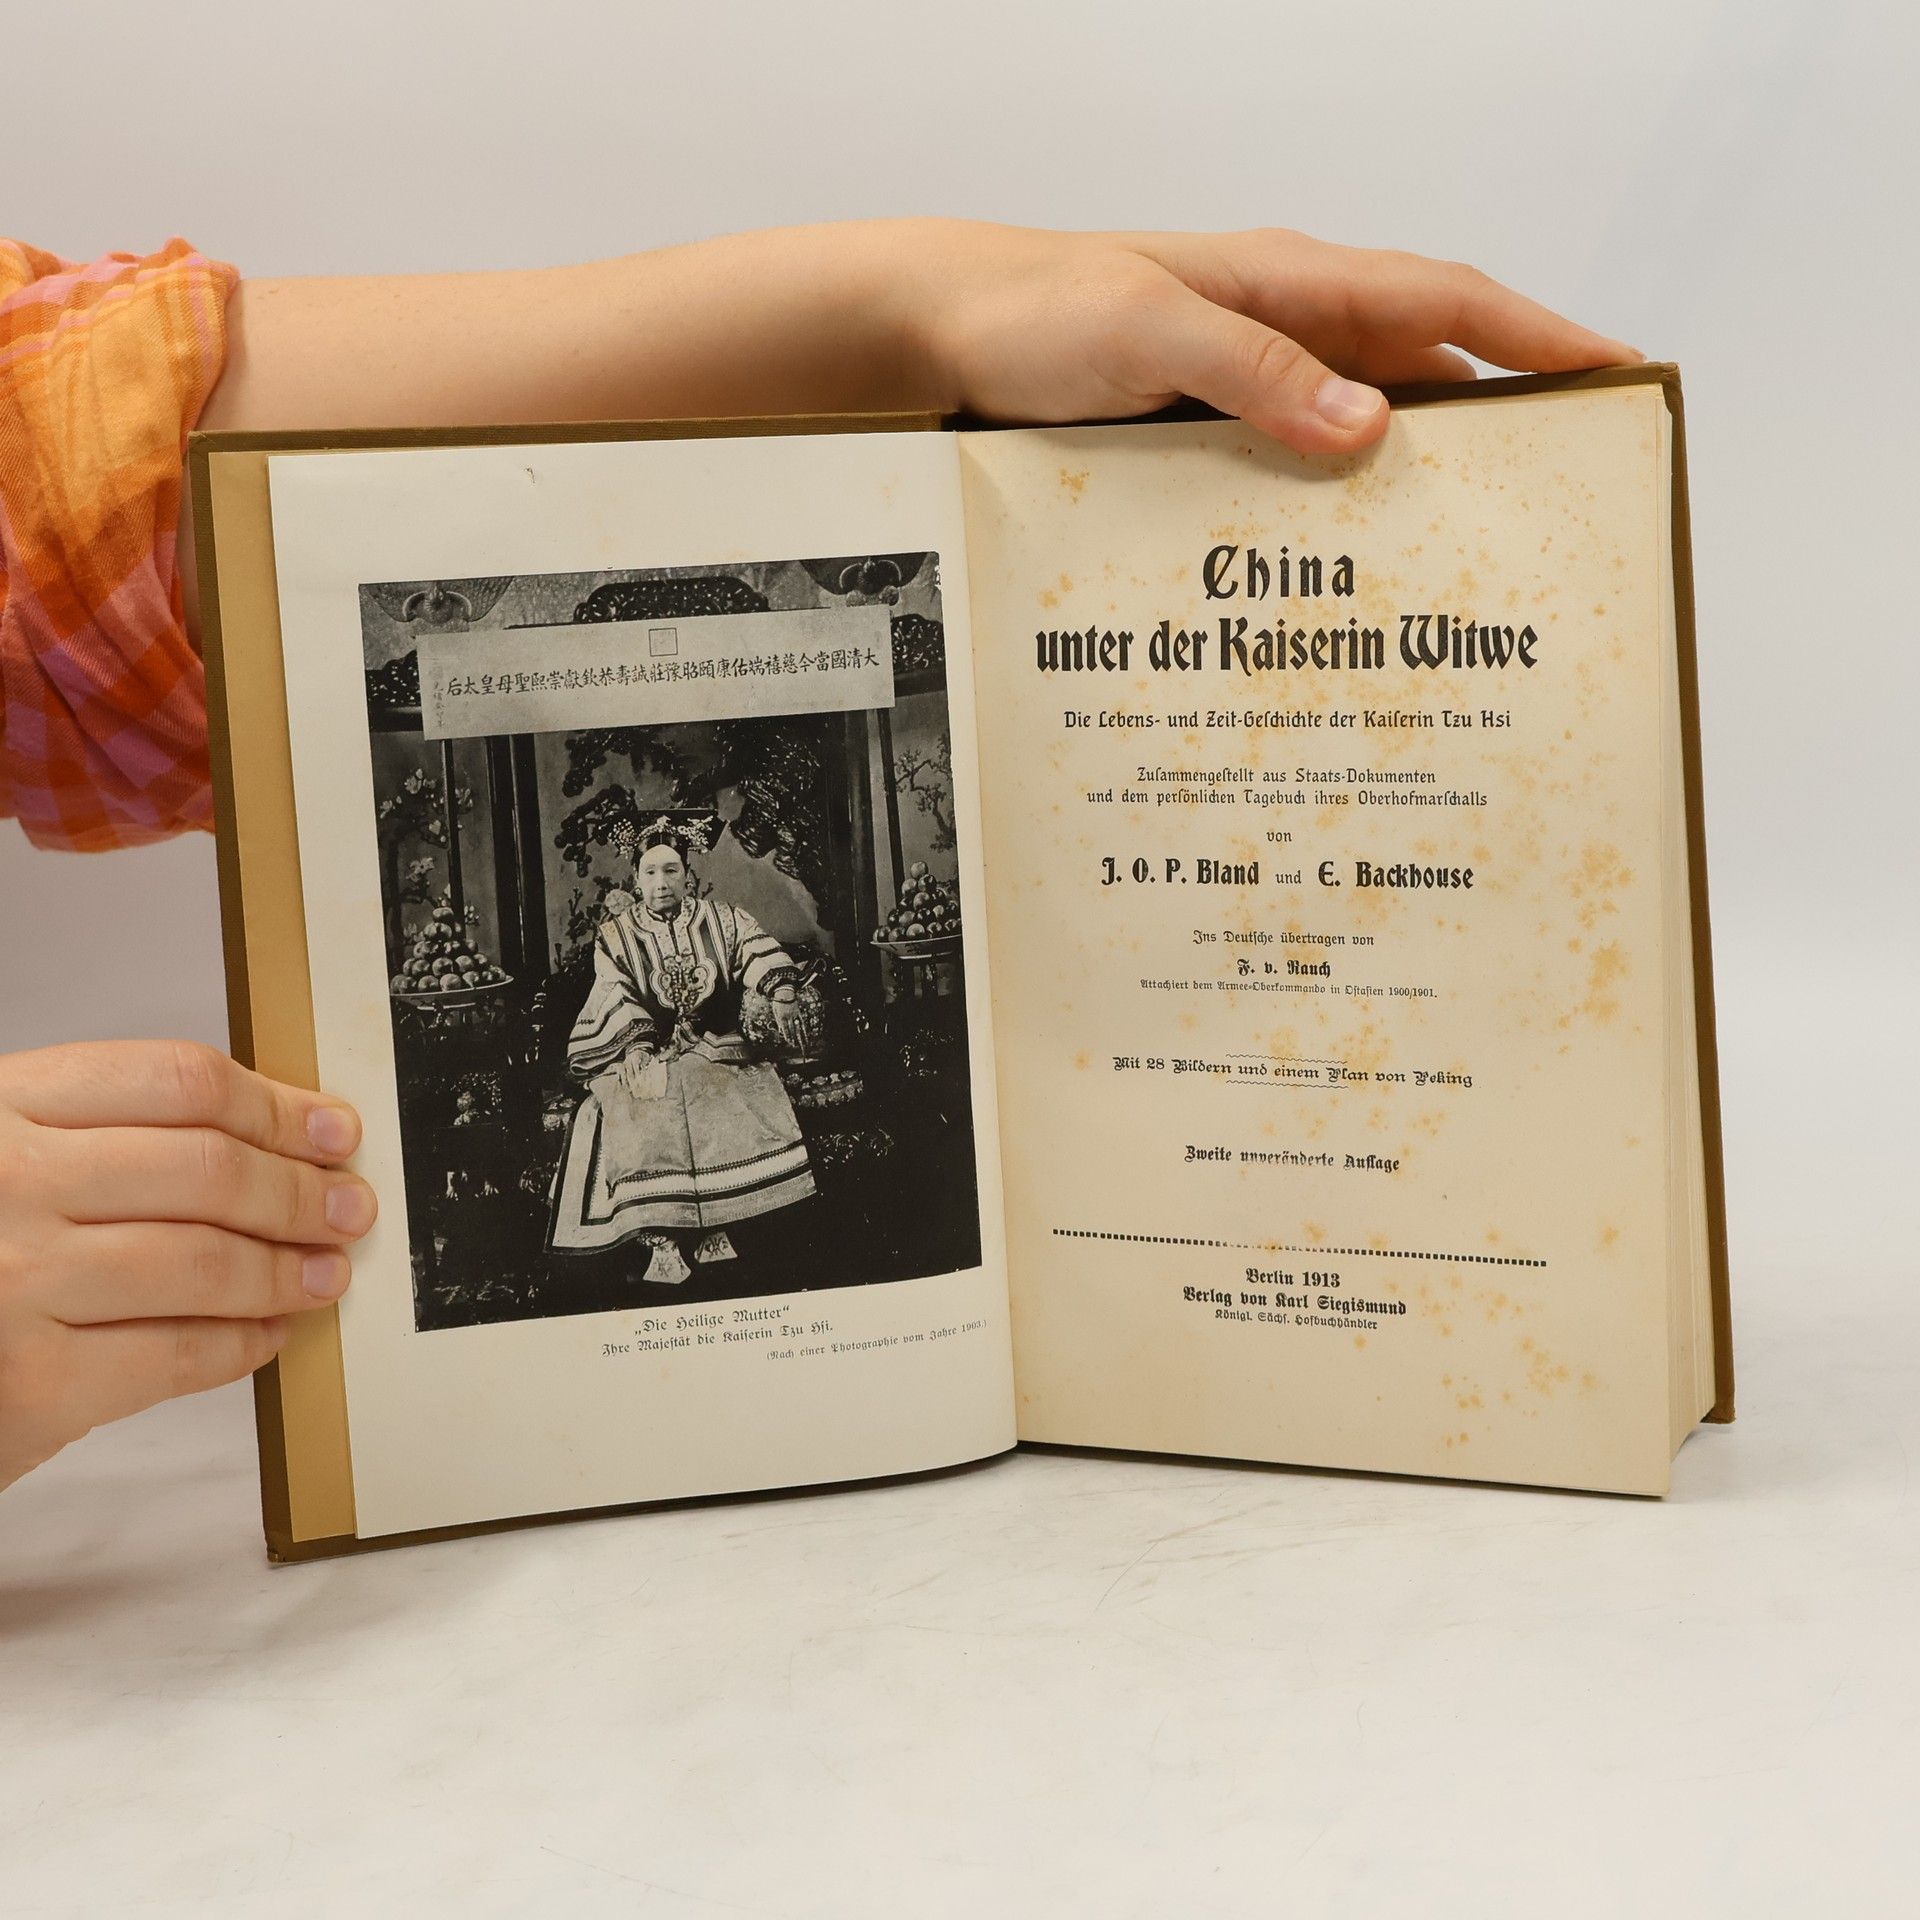 大清國當今慈禧端佑康頤昭豫莊誠壽恭欽獻崇熙聖母皇太后
„Die Heilige Mutter“
Ihre Majeſtät die Kaiſerin Tzu Hſi.
(Nach einer Photographie vom Jahre 1903.)
China
unter der Kaiserin Witwe
Die Lebens- und Zeit-Geſchichte der Kaiſerin Tzu Hsi
Zuſammengeſtellt aus Staats-Dokumenten
und dem perſönlichen Tagebuch ihres Oberhofmarſchalls
von
J. O. P. Bland und E. Backhouse
Ins Deutſche übertragen von
F. v. Rauch
Attachiert dem Armee-Oberkommando in Oſtaſien 1900/1901.
Mit 28 Bildern und einem Plan von Peking
Zweite unveränderte Auflage
Berlin 1913
Verlag von Karl Siegismund
Königl. Sächſ. Hofbuchhändler